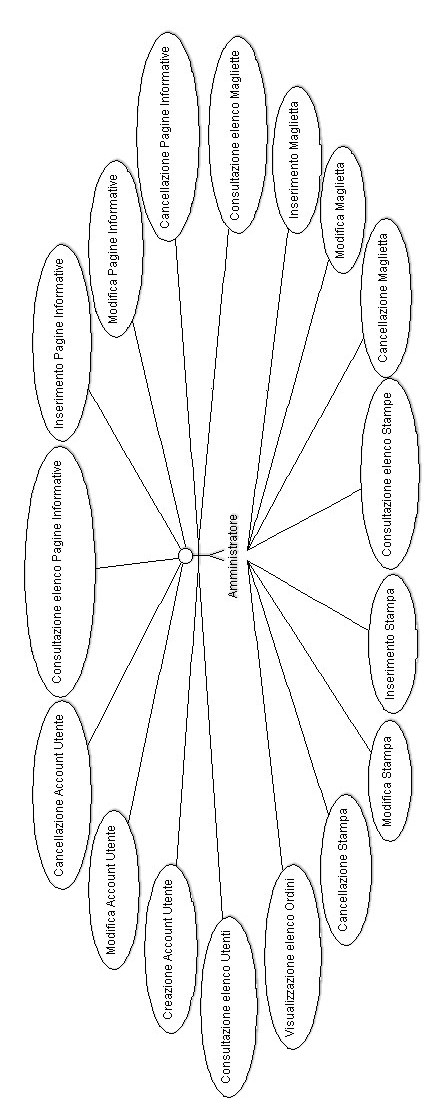 Cancellazione Pagine Informative
Consultazione elenco Magliette
Inserimento Maglietta
Modifica Maglietta
Cancellazione Maglietta
Consultazione elenco Stampe
Inserimento Stampa
Modifica Stampa
Cancellazione Stampa
Visualizzazione elenco Ordini
Consultazione elenco Utenti
Creazione Account Utente
Modifica Account Utente
Cancellazione Account Utente
Consultazione elenco Pagine Informative
Inserimento Pagine Informative
Modifica Pagine Informative
Amministratore